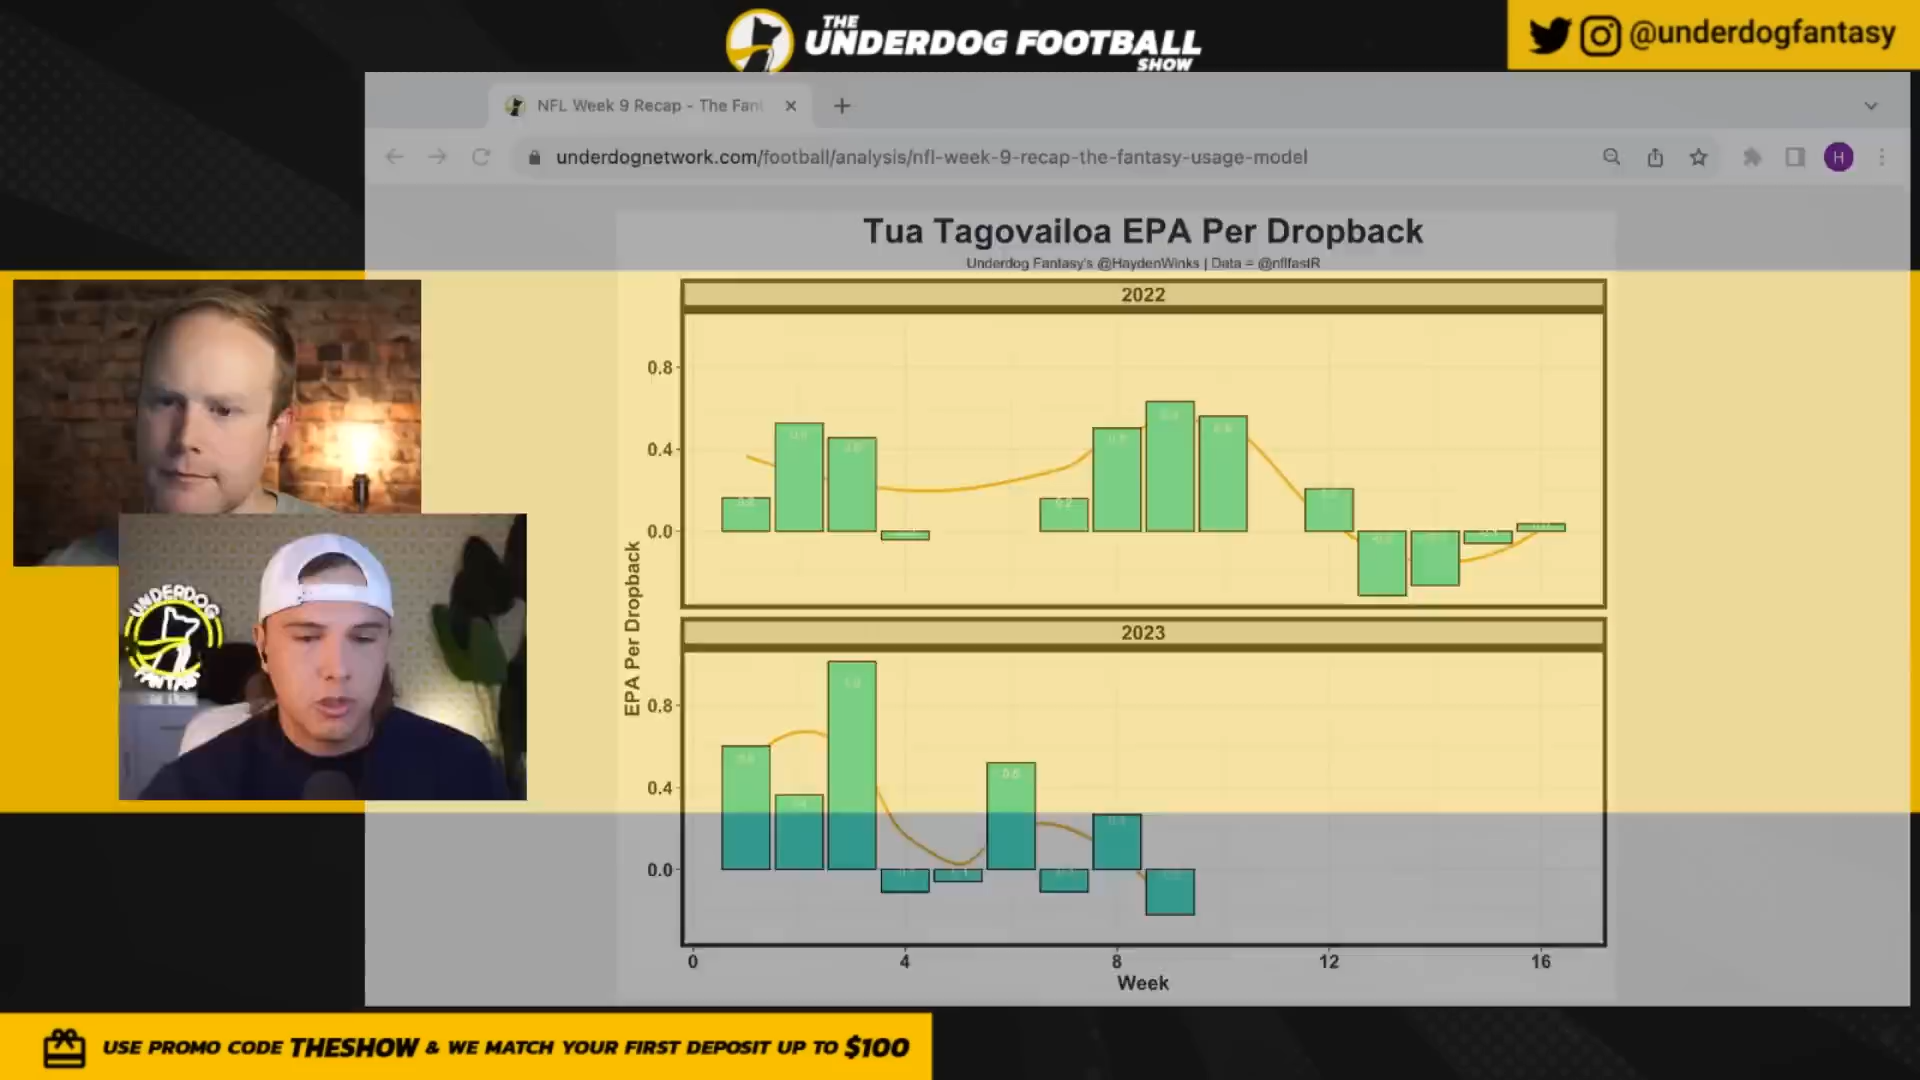 THE
UNDERDOG FOOTBALL
SHOW
@underdogfantasy
NFL Week 9 Recap - The Fant
underdognetwork.com/football/analysis/nfl-week-9-recap-the-fantasy-usage-model
H
Tua Tagovailoa EPA Per Dropback
Underdog Fantasy's @HaydenWinks | Data = @nflfastR
2022
0.8
0.4
0.0
EPA Per Dropback
2023
0.8
0.4
0.0
0 4 8 12 16
Week
UNDERDOG
FANTASY
USE PROMO CODE THESHOW & WE MATCH YOUR FIRST DEPOSIT UP TO $100